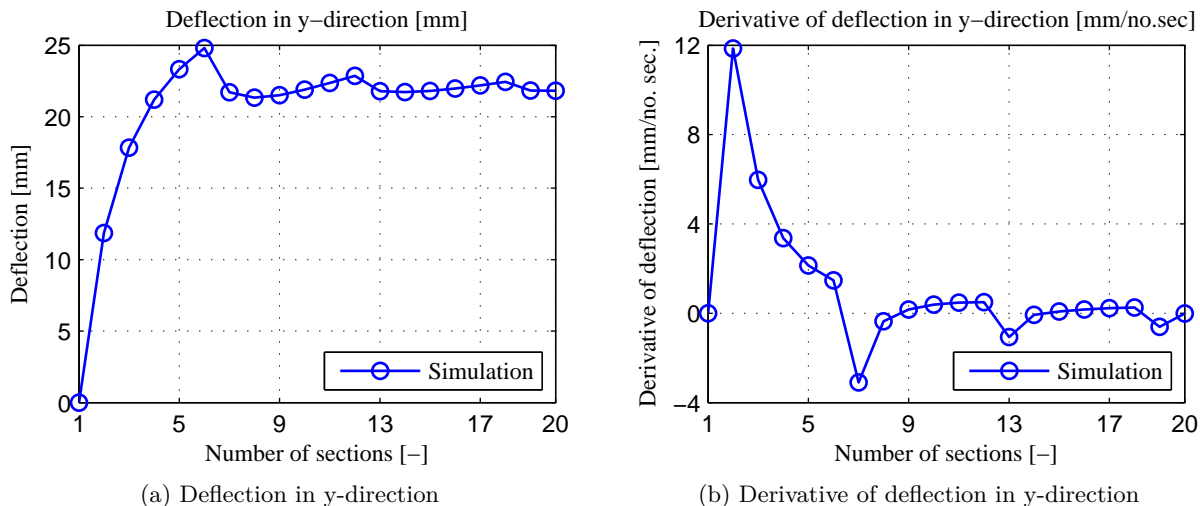 Deflection in y−direction [mm]
25
20
15
10
5
0
Deflection [mm]
1 5 9 13 17 20
Number of sections [−]
Simulation
(a) Deflection in y-direction
Derivative of deflection in y−direction [mm/no.sec]
12
8
4
0
−4
Derivative of deflection [mm/no. sec.]
1 5 9 13 17 20
Number of sections [−]
Simulation
(b) Derivative of deflection in y-direction